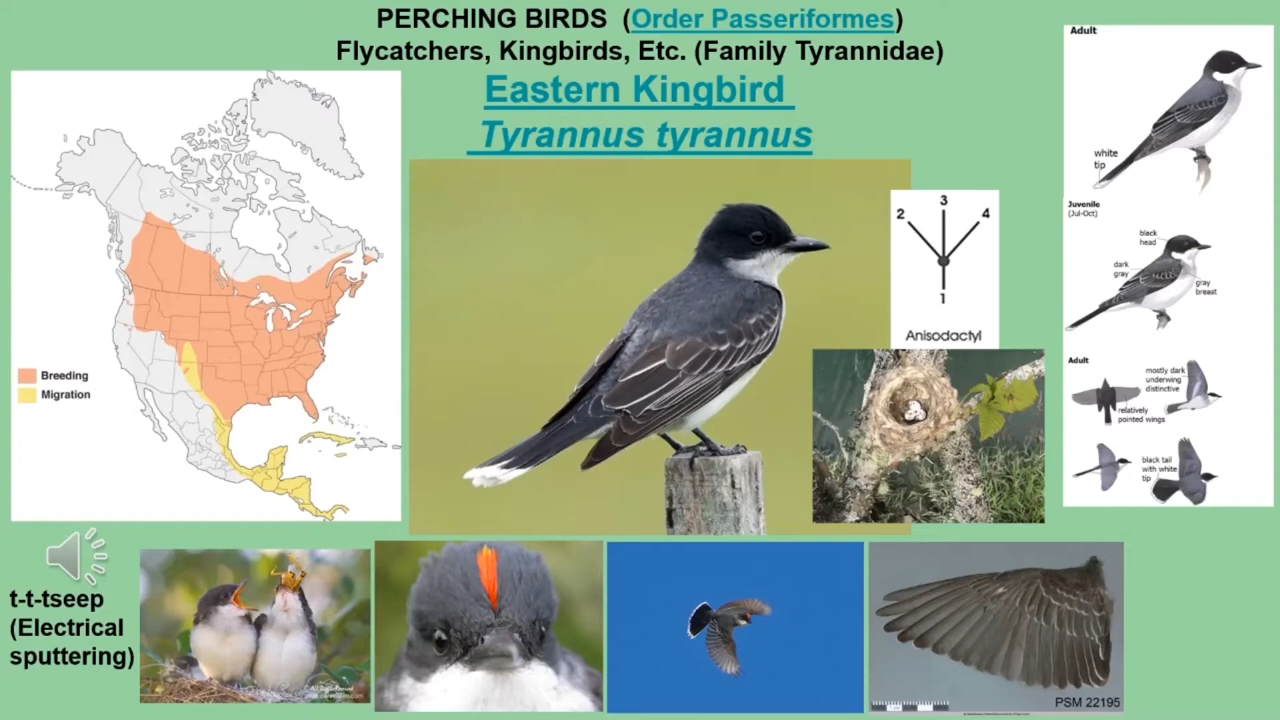 PERCHING BIRDS (Order Passeriformes)
Flycatchers, Kingbirds, Etc. (Family Tyrannidae)
Eastern Kingbird
Tyrannus tyrannus
Breeding
Migration
2
3
4
1
Anisodactyl
Adult
white
tip
Juvenile
(Jul-Oct)
black
head
dark
gray
gray
breast
Adult
mostly dark
underwing
distinctive
relatively
pointed wings
black tail
with white
tip
t-t-tseep
(Electrical
sputtering)
PSM 22195